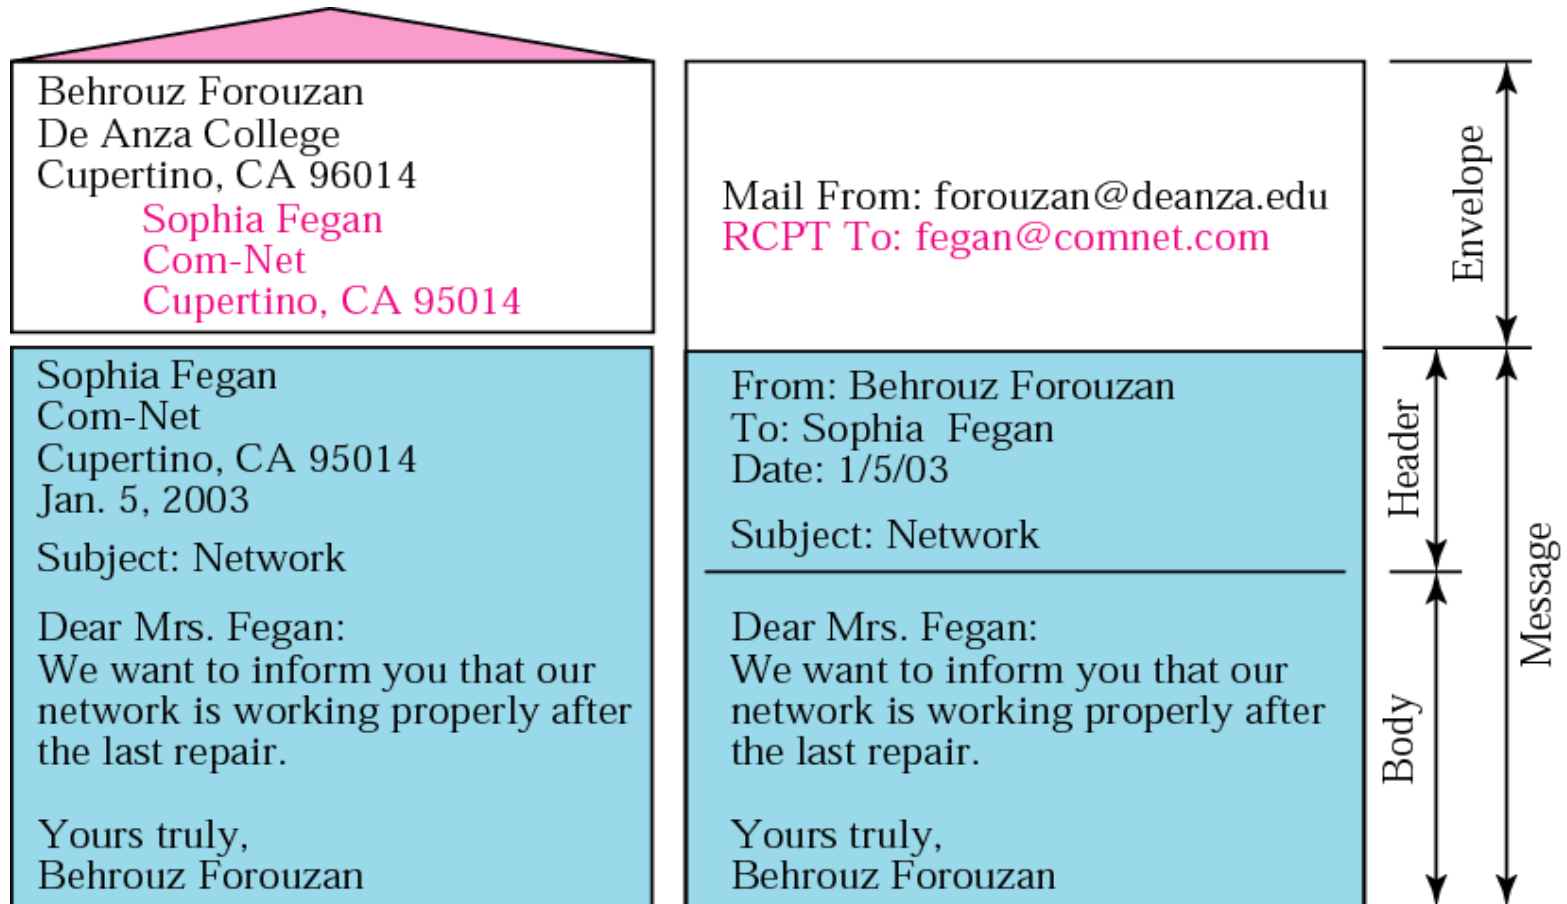 Behrouz Forouzan
De Anza College
Cupertino, CA 96014
Sophia Fegan
Com-Net
Cupertino, CA 95014
Sophia Fegan
Com-Net
Cupertino, CA 95014
Jan. 5, 2003
Subject: Network
Dear Mrs. Fegan:
We want to inform you that our
network is working properly after
the last repair.
Yours truly,
Behrouz Forouzan
Mail From: forouzan@deanza.edu
RCPT To: fegan@comnet.com
From: Behrouz Forouzan
To: Sophia Fegan
Date: 1/5/03
Subject: Network
Dear Mrs. Fegan:
We want to inform you that our
network is working properly after
the last repair.
Yours truly,
Behrouz Forouzan
Envelope
Header
Body
Message